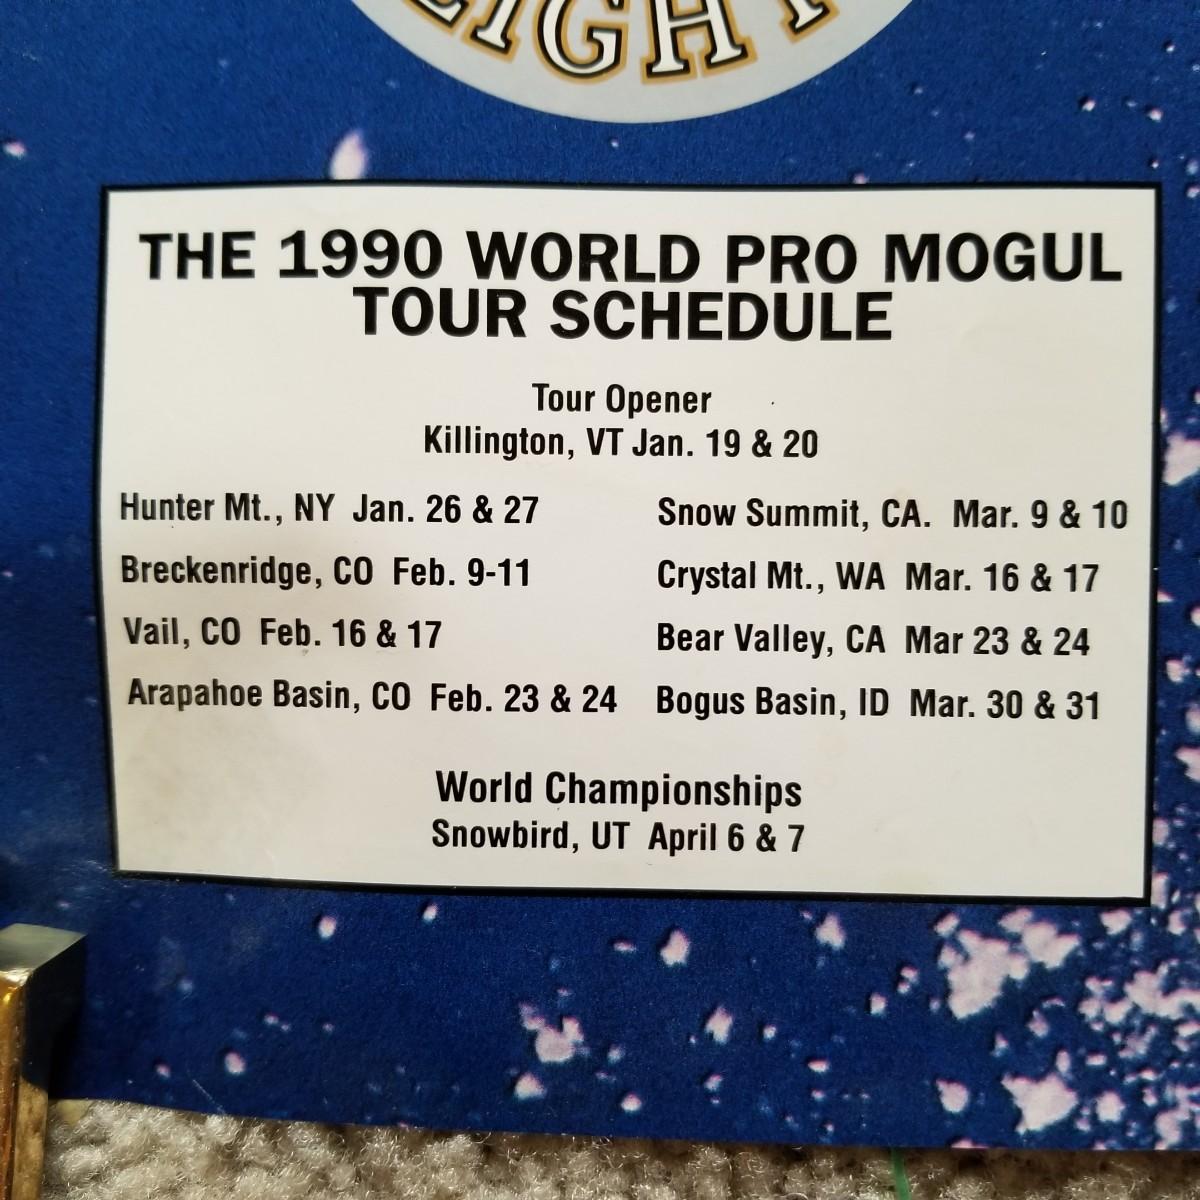 LIGHT
THE 1990 WORLD PRO MOGUL
TOUR SCHEDULE
Tour Opener
Killington, VT Jan. 19 & 20
Hunter Mt., NY Jan. 26 & 27
Breckenridge, CO Feb. 9-11
Vail, CO Feb. 16 & 17
Arapahoe Basin, CO Feb. 23 & 24
Snow Summit, CA. Mar. 9 & 10
Crystal Mt., WA Mar. 16 & 17
Bear Valley, CA Mar 23 & 24
Bogus Basin, ID Mar. 30 & 31
World Championships
Snowbird, UT April 6 & 7